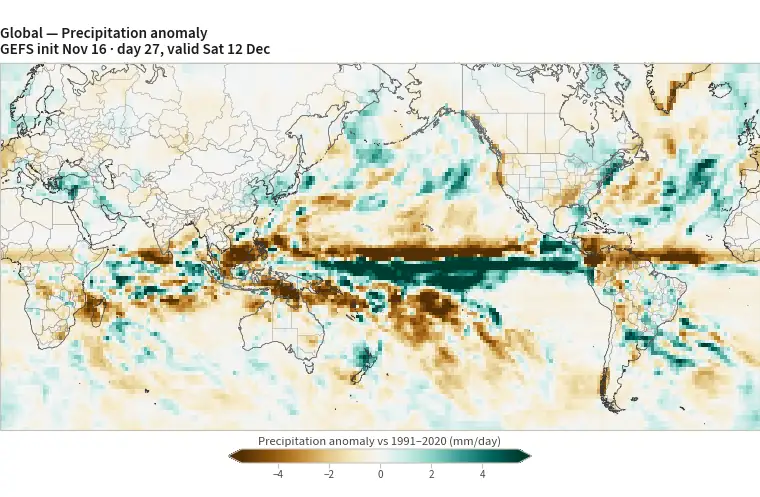 Global — Precipitation anomaly
GEFS init Nov 16 · day 27, valid Sat 12 Dec
Precipitation anomaly vs 1991–2020 (mm/day)
−4 −2 0 2 4